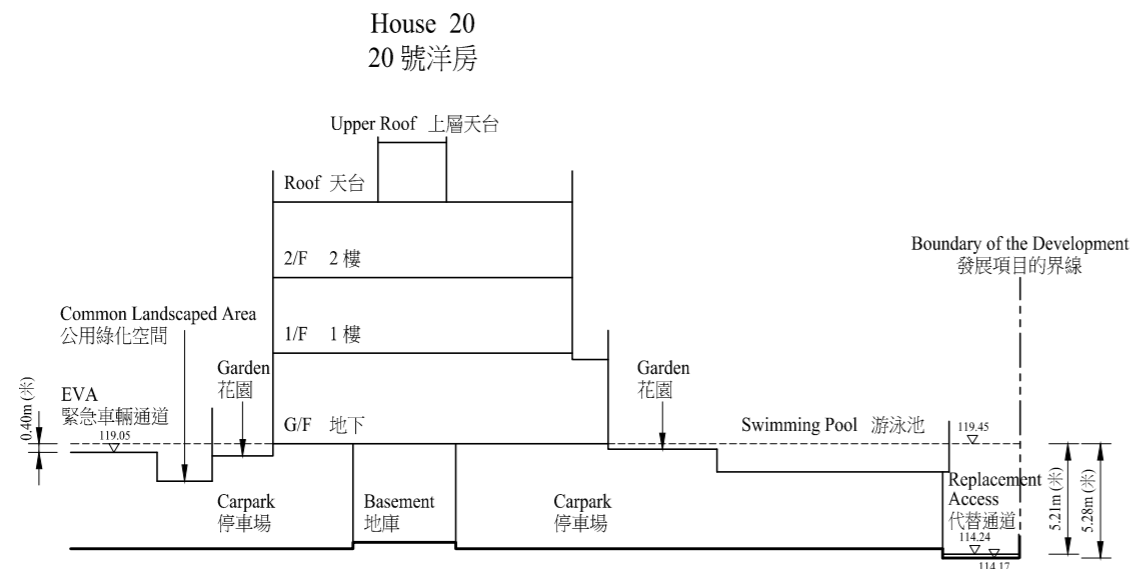 House 20
20 號洋房
Upper Roof 上層天台
Roof 天台
2/F 2 樓
Boundary of the Development
發展項目的界線
Common Landscaped Area
公用綠化空間
1/F 1 樓
Garden
花園
Garden
花園
0.40m (米)
EVA
緊急車輛通道
119.05
G/F 地下
Swimming Pool 游泳池
119.45
Carpark
停車場
Basement
地庫
Carpark
停車場
Replacement
Access
代替通道
114.24
114.17
5.21m (米)
5.28m (米)